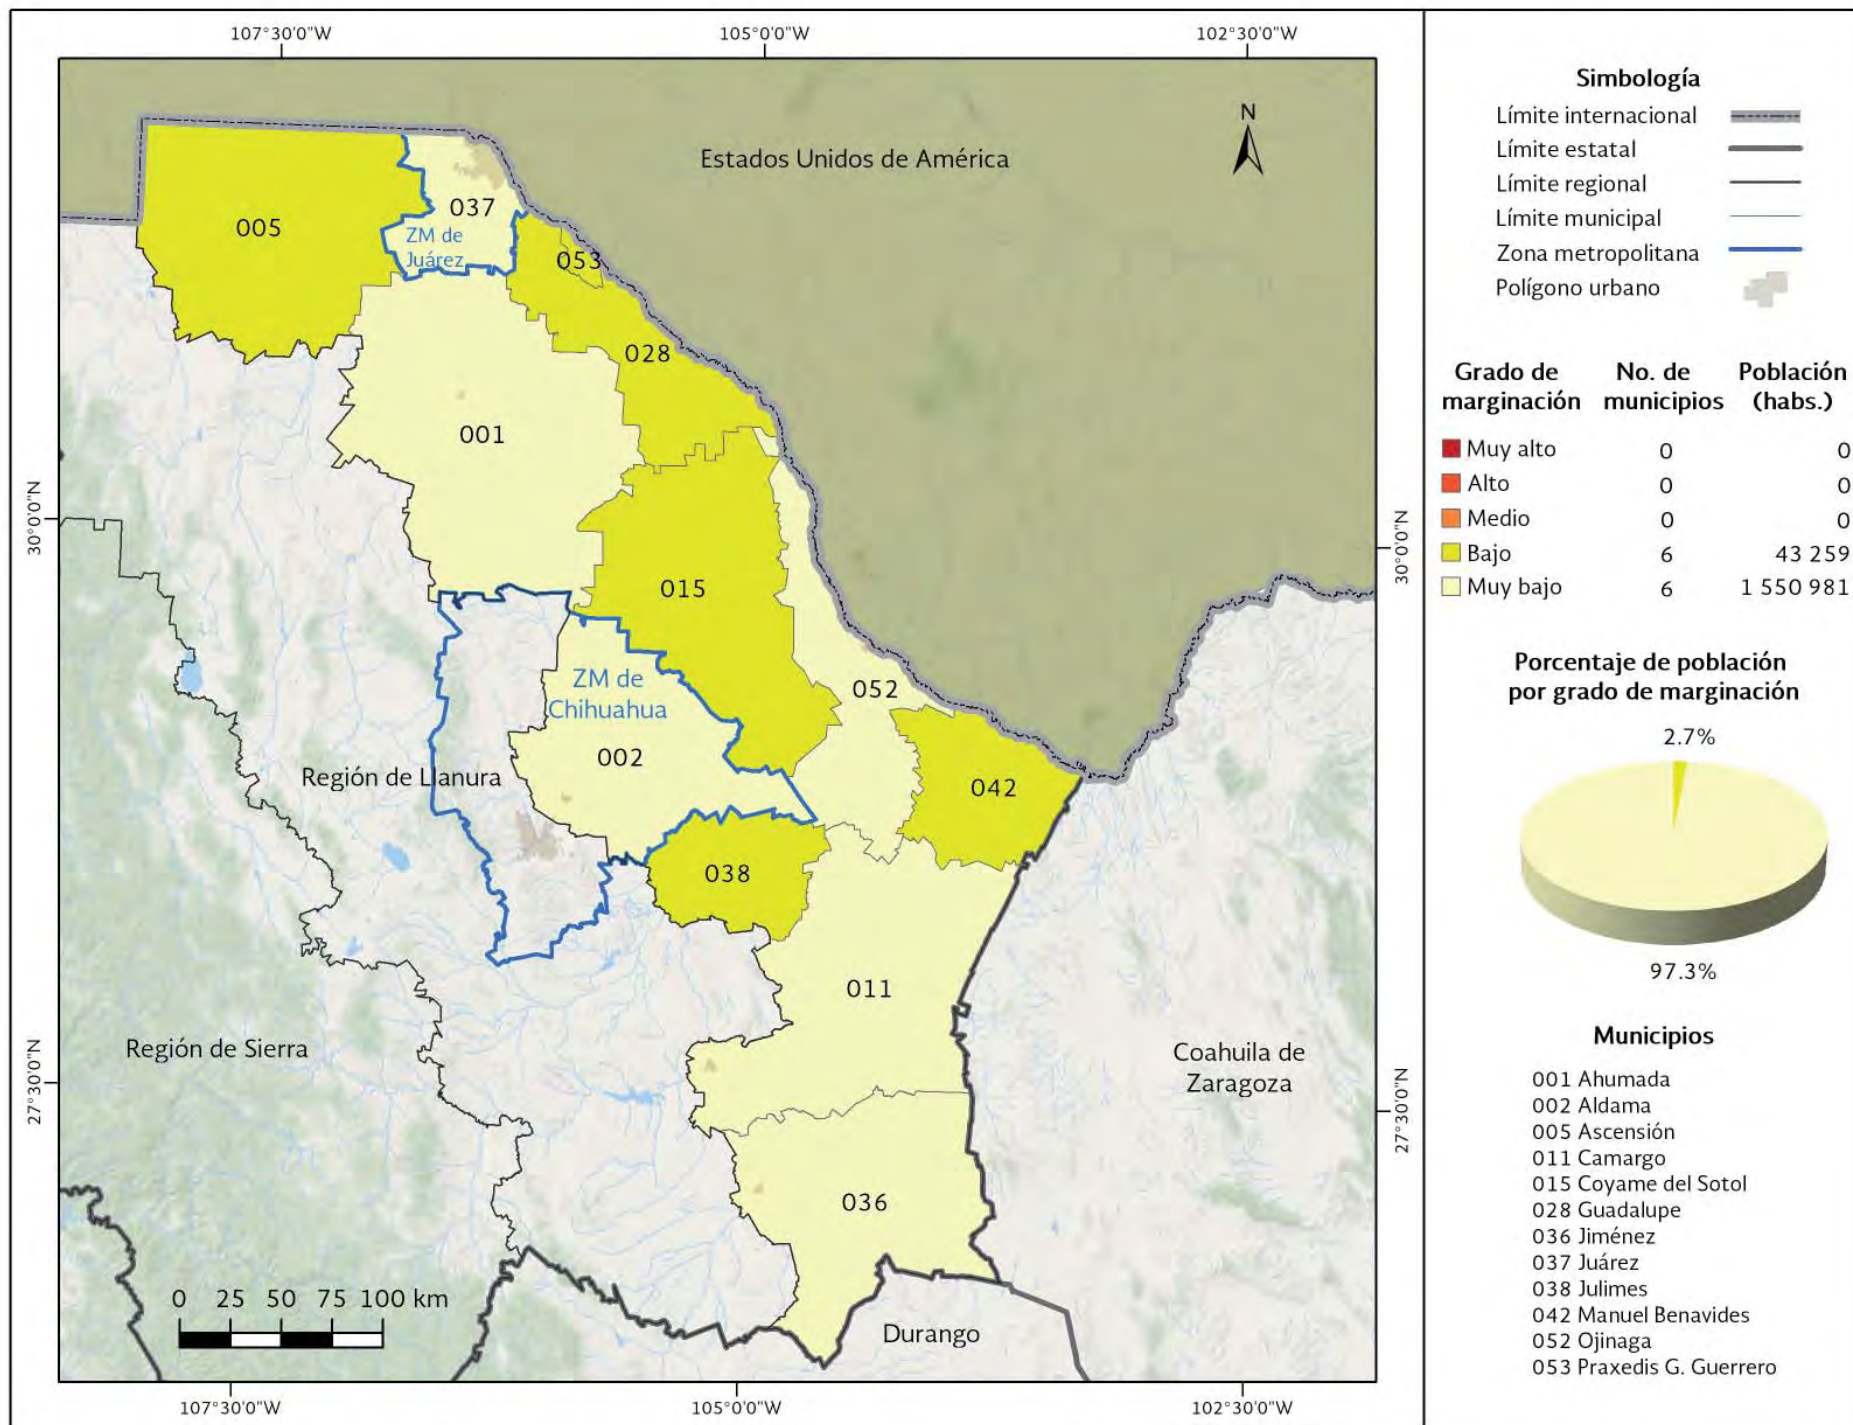 107°30'0"W
105°0'0"W
102°30'0"W
N
Estados Unidos de América
005
037
ZM de
Juárez
053
028
001
015
30°0'0"N
30°0'0"N
ZM de
Chihuahua
052
002
Región de Llanura
042
038
011
Región de Sierra
Coahuila de
Zaragoza
27°30'0"N
27°30'0"N
036
0 25 50 75 100 km
Durango
107°30'0"W
105°0'0"W
102°30'0"W
Simbología
Límite internacional
Límite estatal
Límite regional
Límite municipal
Zona metropolitana
Polígono urbano
Grado de No. de Población
marginación municipios (habs.)
Muy alto 0 0
Alto 0 0
Medio 0 0
Bajo 6 43 259
Muy bajo 6 1 550 981
Porcentaje de población
por grado de marginación
2.7%
97.3%
Municipios
001 Ahumada
002 Aldama
005 Ascensión
011 Camargo
015 Coyame del Sotol
028 Guadalupe
036 Jiménez
037 Juárez
038 Julimes
042 Manuel Benavides
052 Ojinaga
053 Praxedis G. Guerrero